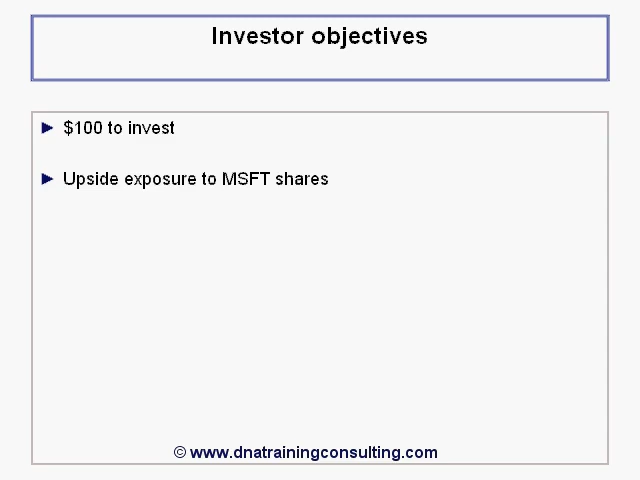 Investor objectives
► $100 to invest
► Upside exposure to MSFT shares
© www.dnatrainingconsulting.com